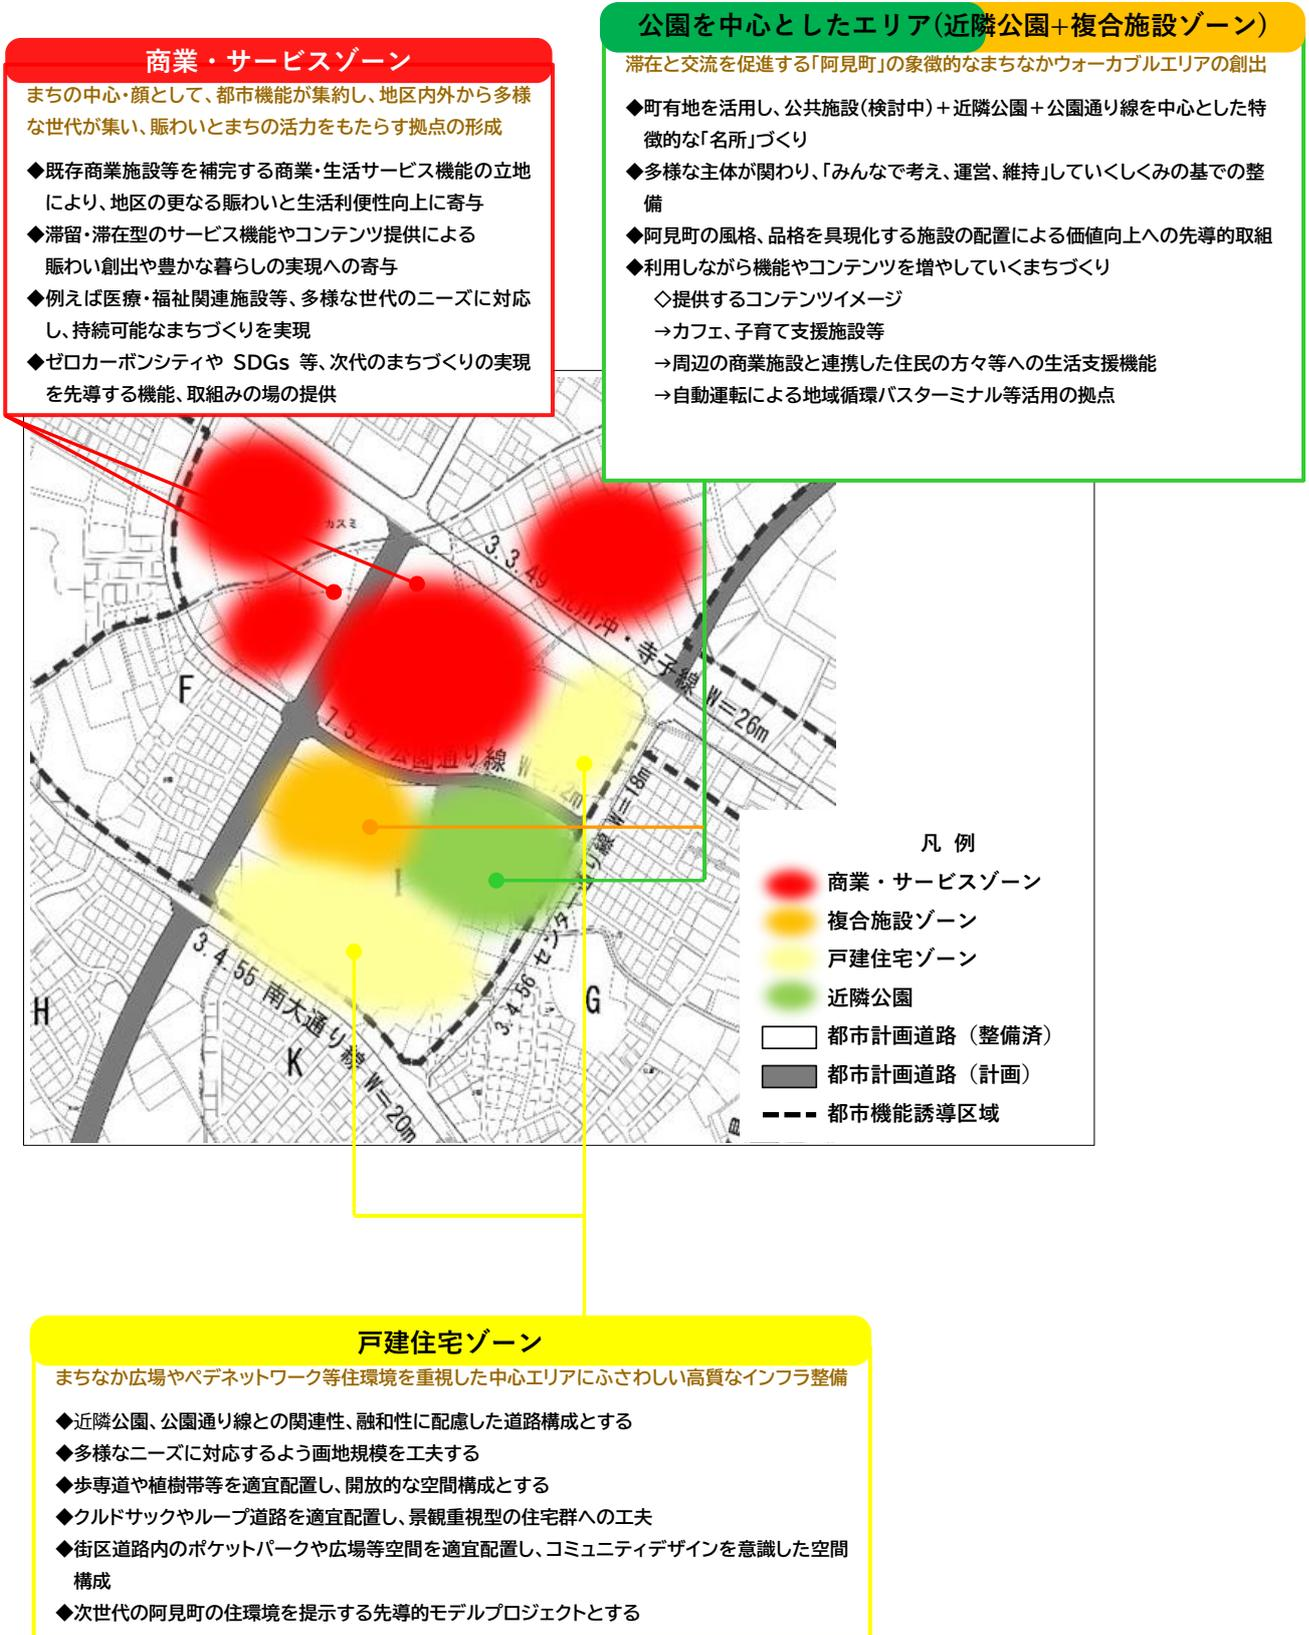 商業・サービスゾーン
まちの中心・顔として、都市機能が集約し、地区内外から多様
な世代が集い、賑わいとまちの活力をもたらす拠点の形成
◆既存商業施設等を補完する商業・生活サービス機能の立地
により、地区の更なる賑わいと生活利便性向上に寄与
◆滞留・滞在型のサービス機能やコンテンツ提供による
賑わい創出や豊かな暮らしの実現への寄与
◆例えば医療・福祉関連施設等、多様な世代のニーズに対応
し、持続可能なまちづくりを実現
◆ゼロカーボンシティや SDGs 等、次代のまちづくりの実現
を先導する機能、取組みの場の提供
公園を中心としたエリア(近隣公園+複合施設ゾーン)
滞在と交流を促進する「阿見町」の象徴的なまちなかウォーカブルエリアの創出
◆町有地を活用し、公共施設(検討中)+近隣公園+公園通り線を中心とした特
徴的な「名所」づくり
◆多様な主体が関わり、「みんなで考え、運営、維持」していくしくみの基での整
備
◆阿見町の風格、品格を具現化する施設の配置による価値向上への先導的取組
◆利用しながら機能やコンテンツを増やしていくまちづくり
◇提供するコンテンツイメージ
→カフェ、子育て支援施設等
→周辺の商業施設と連携した住民の方々等への生活支援機能
→自動運転による地域循環バスターミナル等活用の拠点
カスミ
3.3.49 荒川沖・寺子線 W=26m
F
7.5.2 公園通り線 W=12m
3.4.56 センター通り線 W=18m
I
3.4.55 南大通り線 W=20m
G
H
K
凡 例
商業・サービスゾーン
複合施設ゾーン
戸建住宅ゾーン
近隣公園
都市計画道路（整備済）
都市計画道路（計画）
都市機能誘導区域
戸建住宅ゾーン
まちなか広場やペデネットワーク等住環境を重視した中心エリアにふさわしい高質なインフラ整備
◆近隣公園、公園通り線との関連性、融和性に配慮した道路構成とする
◆多様なニーズに対応するよう画地規模を工夫する
◆歩専道や植樹帯等を適宜配置し、開放的な空間構成とする
◆クルドサックやループ道路を適宜配置し、景観重視型の住宅群への工夫
◆街区道路内のポケットパークや広場等空間を適宜配置し、コミュニティデザインを意識した空間
構成
◆次世代の阿見町の住環境を提示する先導的モデルプロジェクトとする